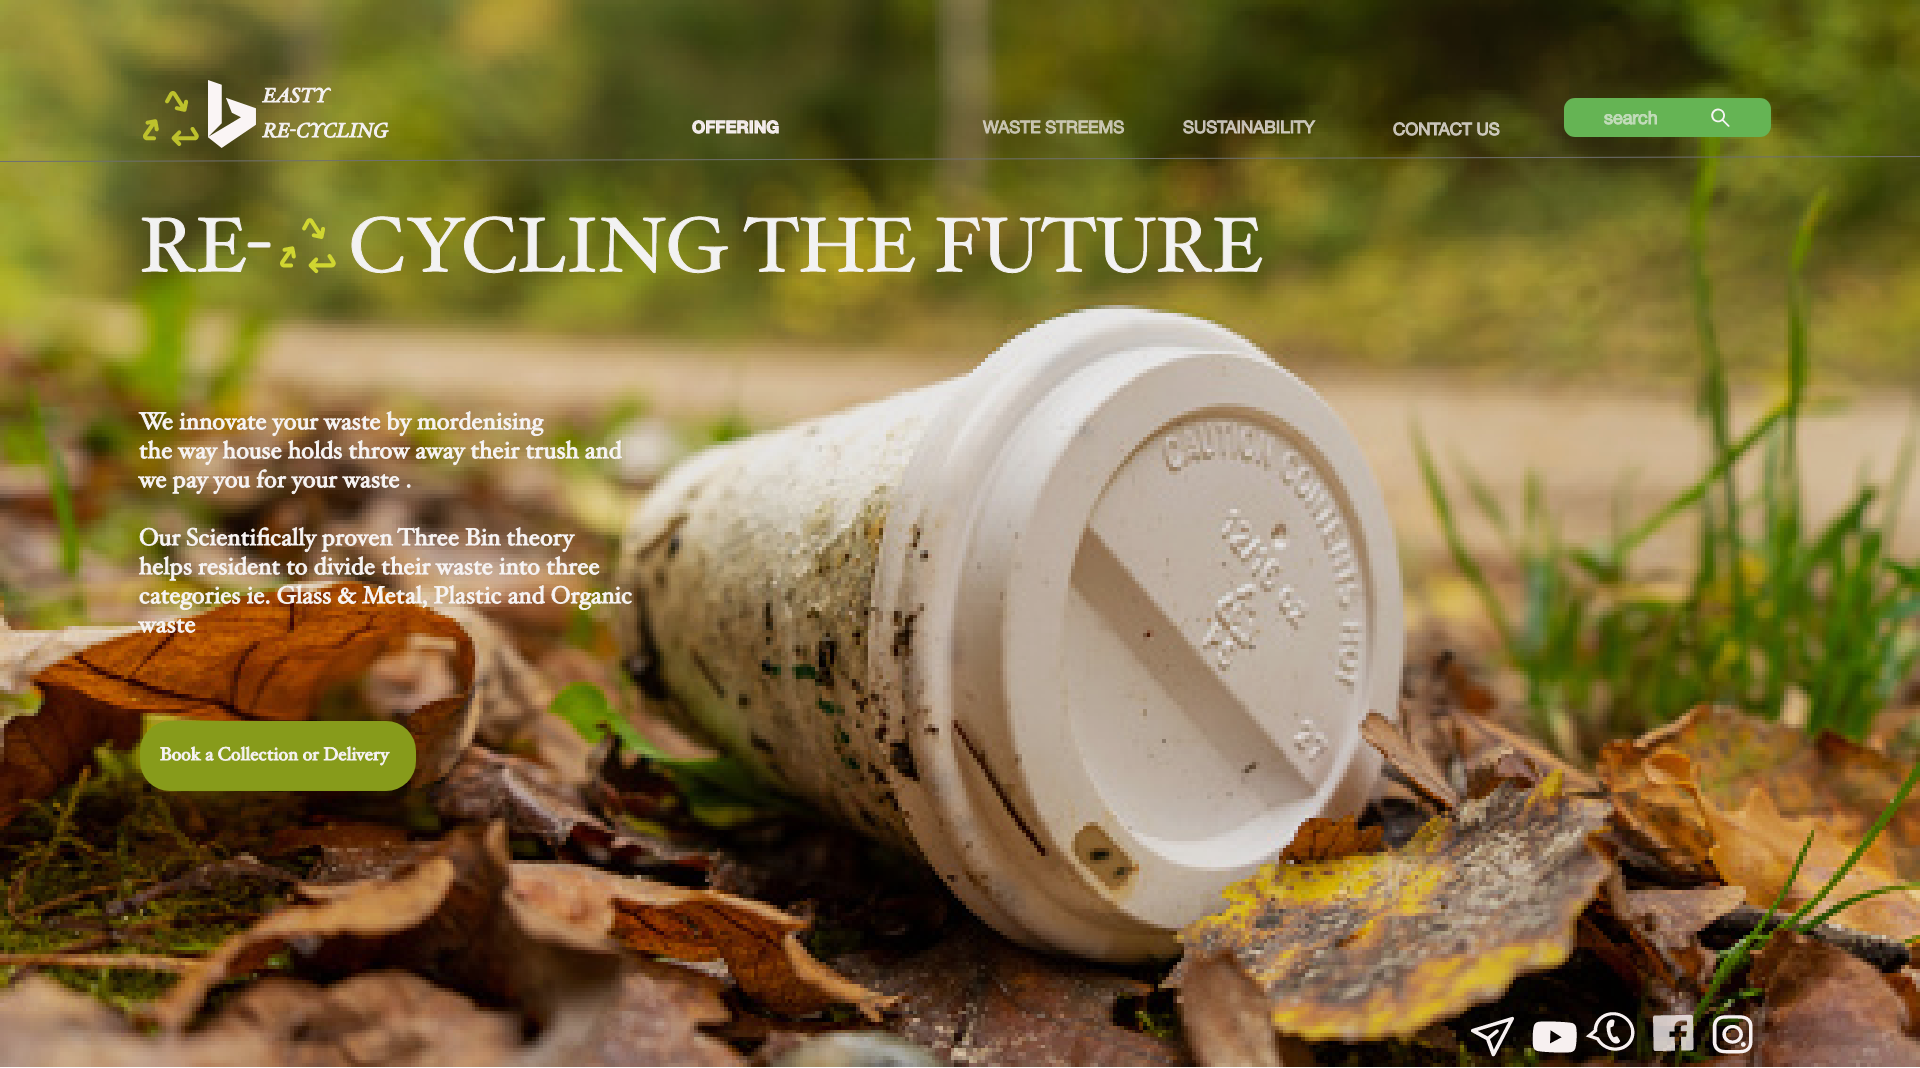 EASTY
RE-CYCLING
OFFERING
WASTE STREEMS
SUSTAINABILITY
CONTACT US
search
RE-CYCLING THE FUTURE
We innovate your waste by mordenising
the way house holds throw away their trush and
we pay you for your waste .
Our Scientifically proven Three Bin theory
helps resident to divide their waste into three
categories ie. Glass & Metal, Plastic and Organic
waste
CAUTION CONTENTS HOT
Book a Collection or Delivery